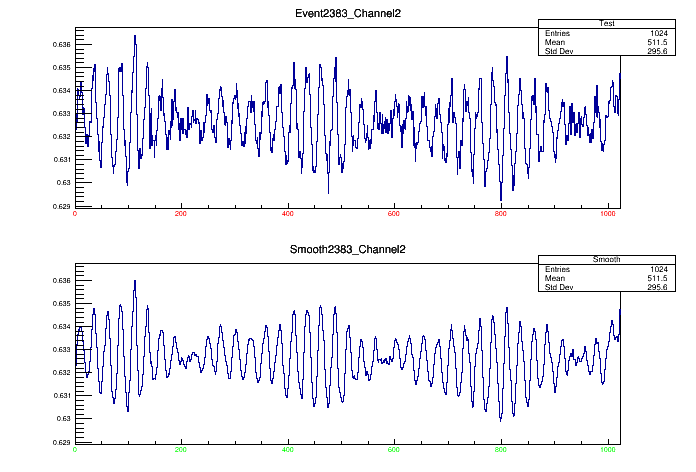 Event2383_Channel2
Test
Entries 1024
Mean 511.5
Std Dev 295.6
0.636
0.635
0.634
0.633
0.632
0.631
0.63
0.629
0 200 400 600 800 1000
Smooth2383_Channel2
Smooth
Entries 1024
Mean 511.5
Std Dev 295.6
0.636
0.635
0.634
0.633
0.632
0.631
0.63
0.629
0 200 400 600 800 1000